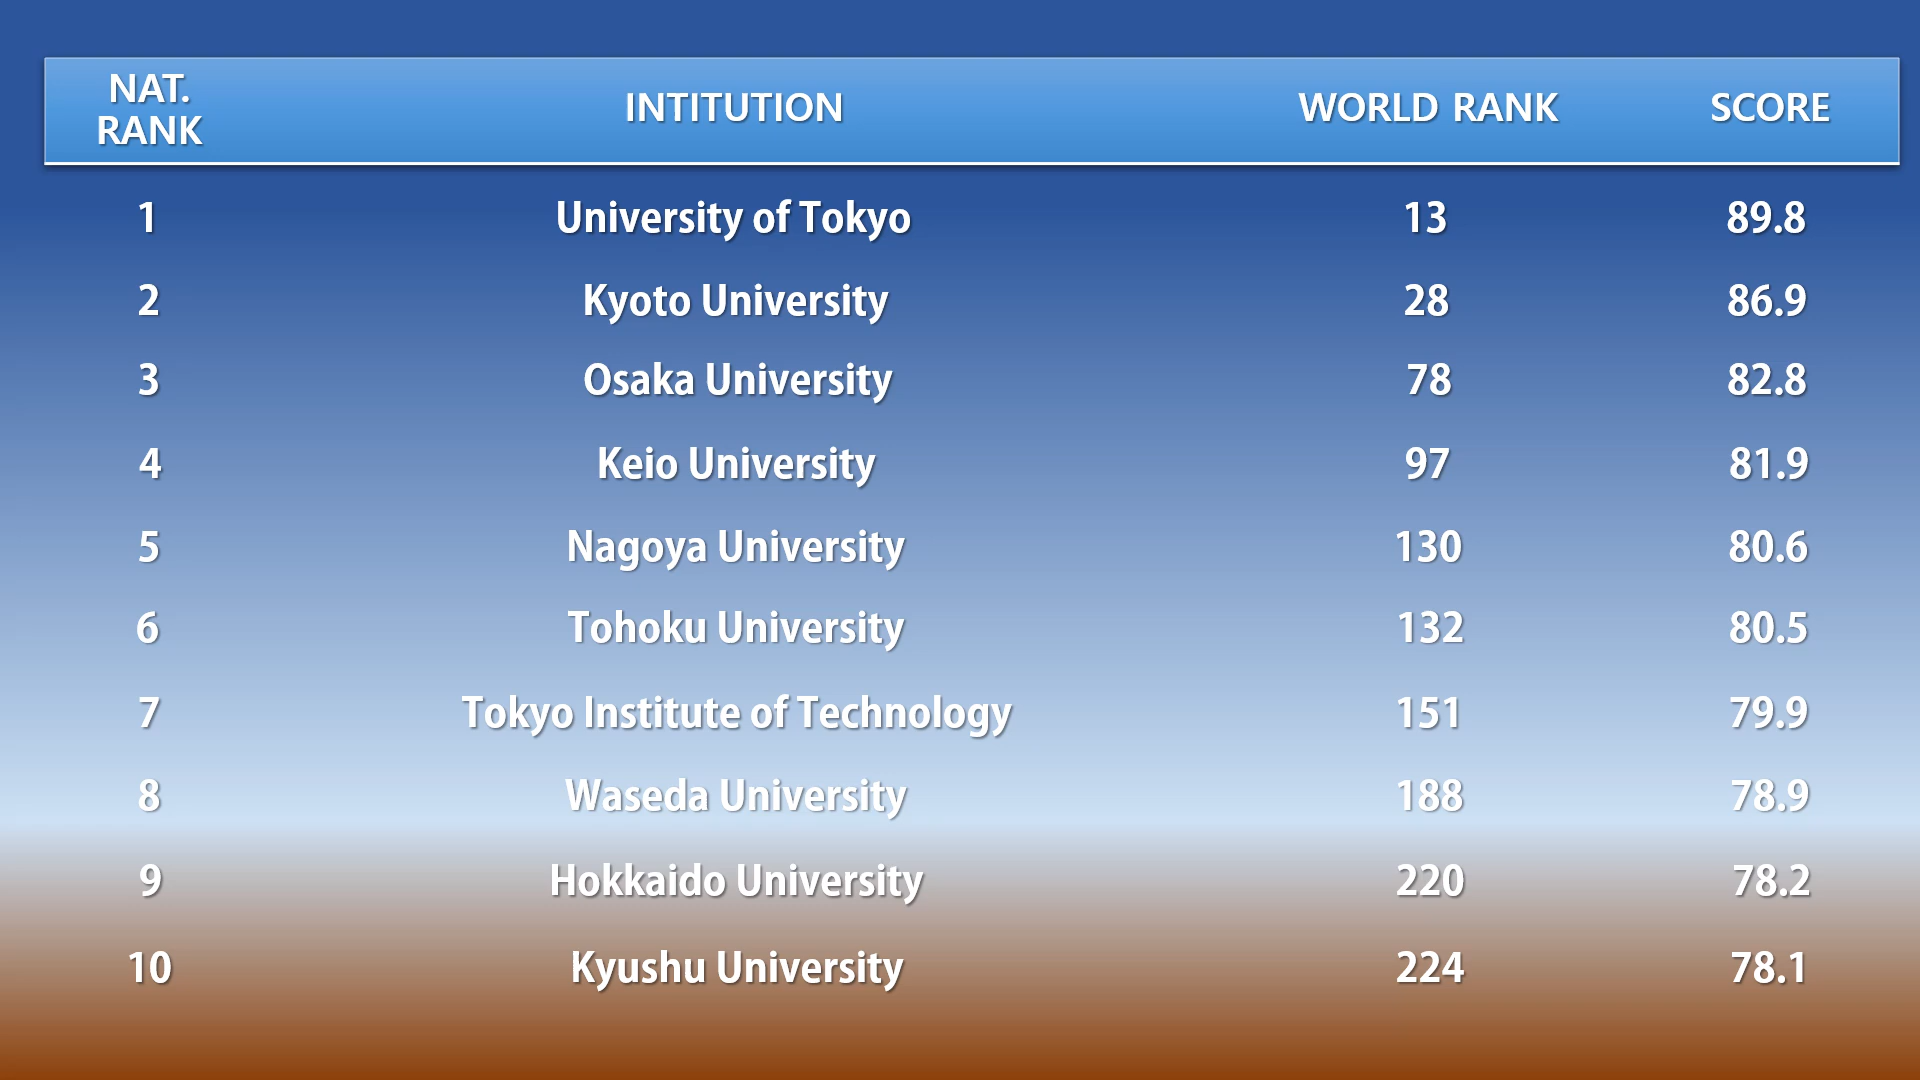 NAT. RANK INTITUTION WORLD RANK SCORE
1 University of Tokyo 13 89.8
2 Kyoto University 28 86.9
3 Osaka University 78 82.8
4 Keio University 97 81.9
5 Nagoya University 130 80.6
6 Tohoku University 132 80.5
7 Tokyo Institute of Technology 151 79.9
8 Waseda University 188 78.9
9 Hokkaido University 220 78.2
10 Kyushu University 224 78.1